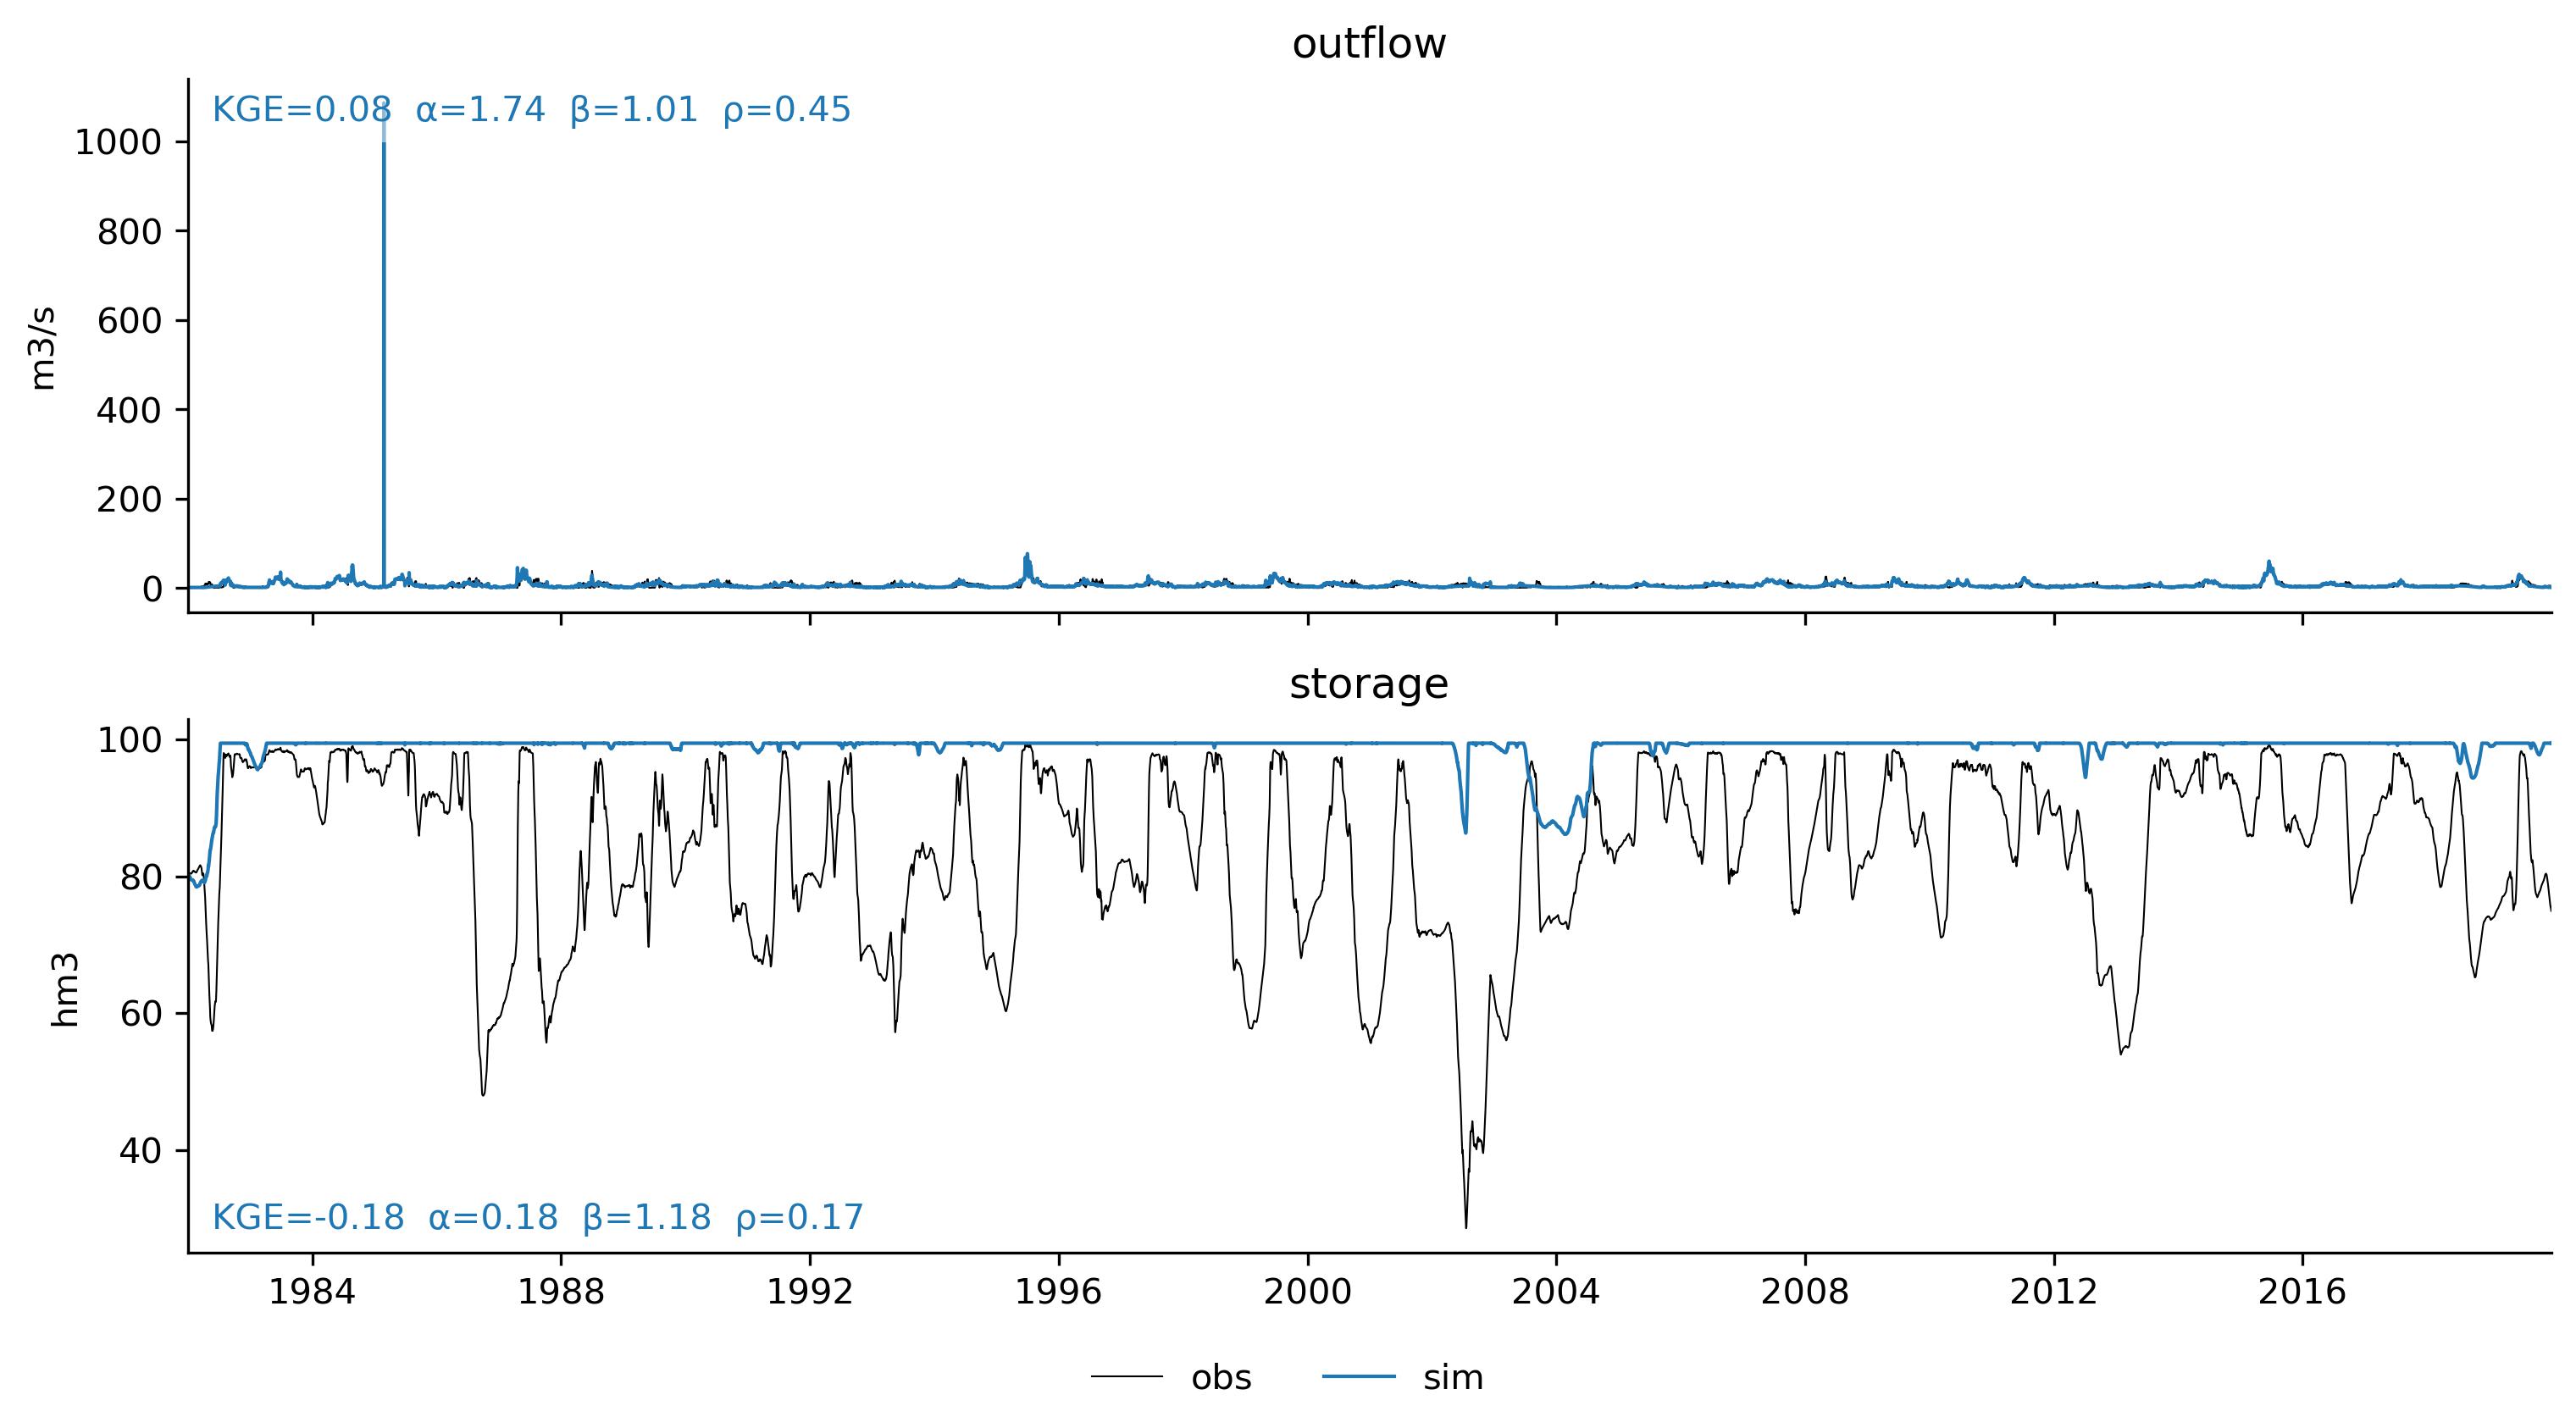 outflow
KGE=0.08 α=1.74 β=1.01 ρ=0.45
1000
800
600
400
200
0
m3/s
storage
100
80
60
40
hm3
KGE=-0.18 α=0.18 β=1.18 ρ=0.17
1984 1988 1992 1996 2000 2004 2008 2012 2016
obs sim